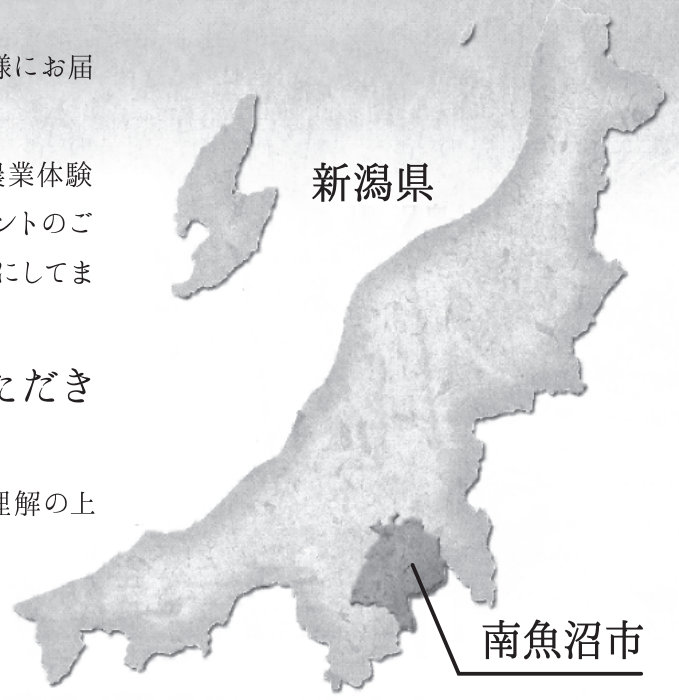 様にお届
農業体験
ントのご
にしてま
ただき
理解の上
新潟県
南魚沼市